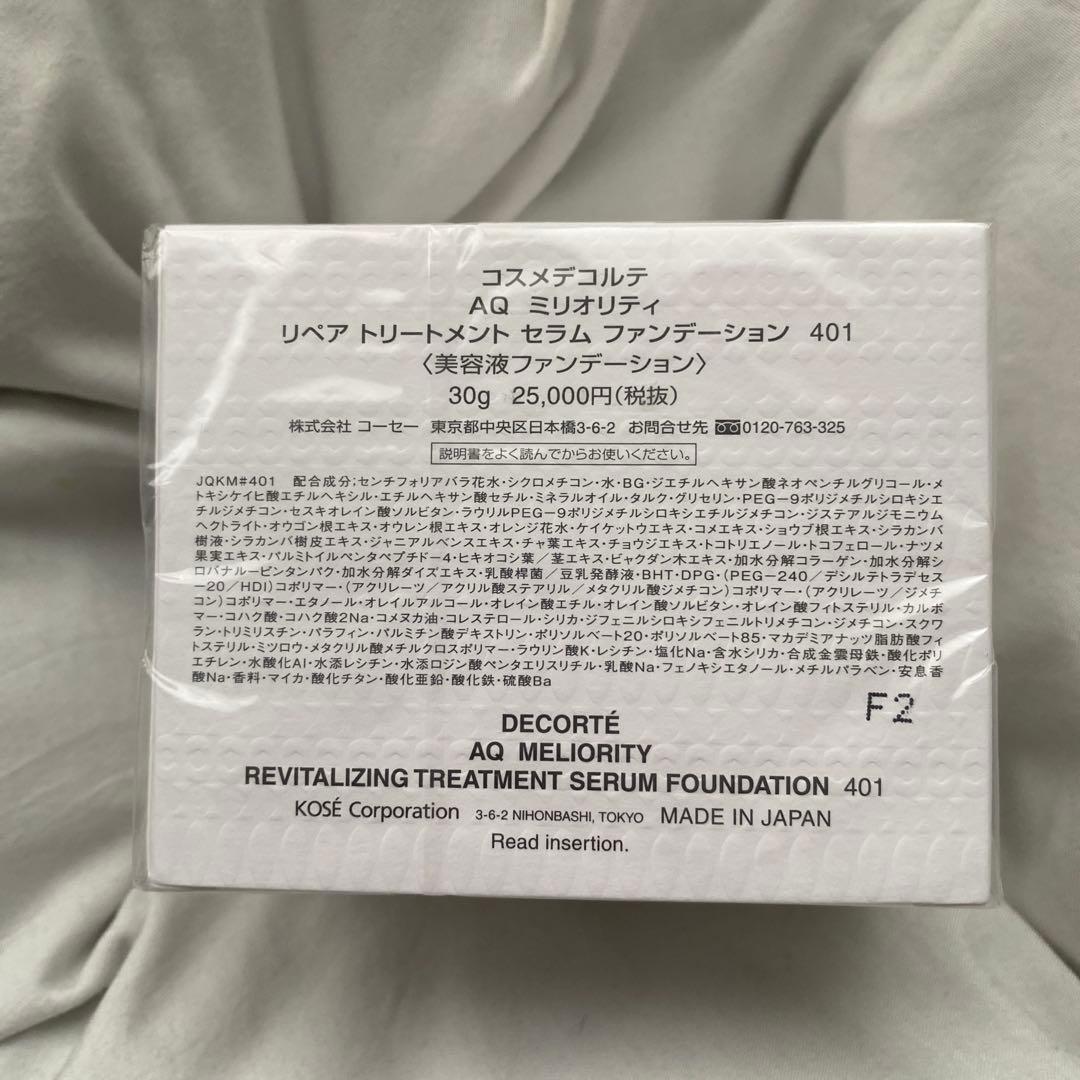 コスメデコルテ
AQ ミリオリティ
リペア トリートメント セラム ファンデーション 401
〈美容液ファンデーション〉
30g 25,000円(税抜)
株式会社 コーセー 東京都中央区日本橋3-6-2 お問合せ先 0120-763-325
説明書をよく読んでからお使いください。
JQKM#401 配合成分;センチフォリアバラ花水・シクロメチコン・水・BG・ジエチルヘキサン酸ネオペンチルグリコール・メ
トキシケイヒ酸エチルヘキシル・エチルヘキサン酸セチル・ミネラルオイル・タルク・グリセリン・PEG-9ポリジメチルシロキシエ
チルジメチコン・セスキオレイン酸ソルビタン・ラウリルPEG-9ポリジメチルシロキシエチルジメチコン・ジステアルジモニウム
ヘクトライト・オウゴン根エキス・オウレン根エキス・オレンジ花水・ケイケットウエキス・コメエキス・ショウブ根エキス・シラカンバ
樹液・シラカンバ樹皮エキス・ジャニアルベンスエキス・チャ葉エキス・チョウジエキス・トコトリエノール・トコフェロール・ナツメ
果実エキス・パルミトイルペンタペプチド-4・ヒキオコシ葉/茎エキス・ビャクダン木エキス・加水分解コラーゲン・加水分解シ
ロバナルーピンタンパク・加水分解ダイズエキス・乳酸桿菌/豆乳発酵液・BHT・DPG・(PEG-240/デシルテトラデセス
-20/HDI)コポリマー・(アクリレーツ/アクリル酸ステアリル/メタクリル酸ジメチコン)コポリマー・(アクリレーツ/ジメチ
コン)コポリマー・エタノール・オレイルアルコール・オレイン酸エチル・オレイン酸ソルビタン・オレイン酸フィトステリル・カルボ
マー・コハク酸・コハク酸2Na・コメヌカ油・コレステロール・シリカ・ジフェニルシロキシフェニルトリメチコン・ジメチコン・スクワ
ラン・トリミリスチン・パラフィン・パルミチン酸デキストリン・ポリソルベート20・ポリソルベート85・マカデミアナッツ脂肪酸フィ
トステリル・ミツロウ・メタクリル酸メチルクロスポリマー・ラウリン酸K・レシチン・塩化Na・含水シリカ・合成金雲母鉄・酸化ポリ
エチレン・水酸化Al・水添レシチン・水添ロジン酸ペンタエリスリチル・乳酸Na・フェノキシエタノール・メチルパラベン・安息香
酸Na・香料・マイカ・酸化チタン・酸化亜鉛・酸化鉄・硫酸Ba
F2
DECORTÉ
AQ MELIORITY
REVITALIZING TREATMENT SERUM FOUNDATION 401
KOSÉ Corporation 3-6-2 NIHONBASHI, TOKYO MADE IN JAPAN
Read insertion.